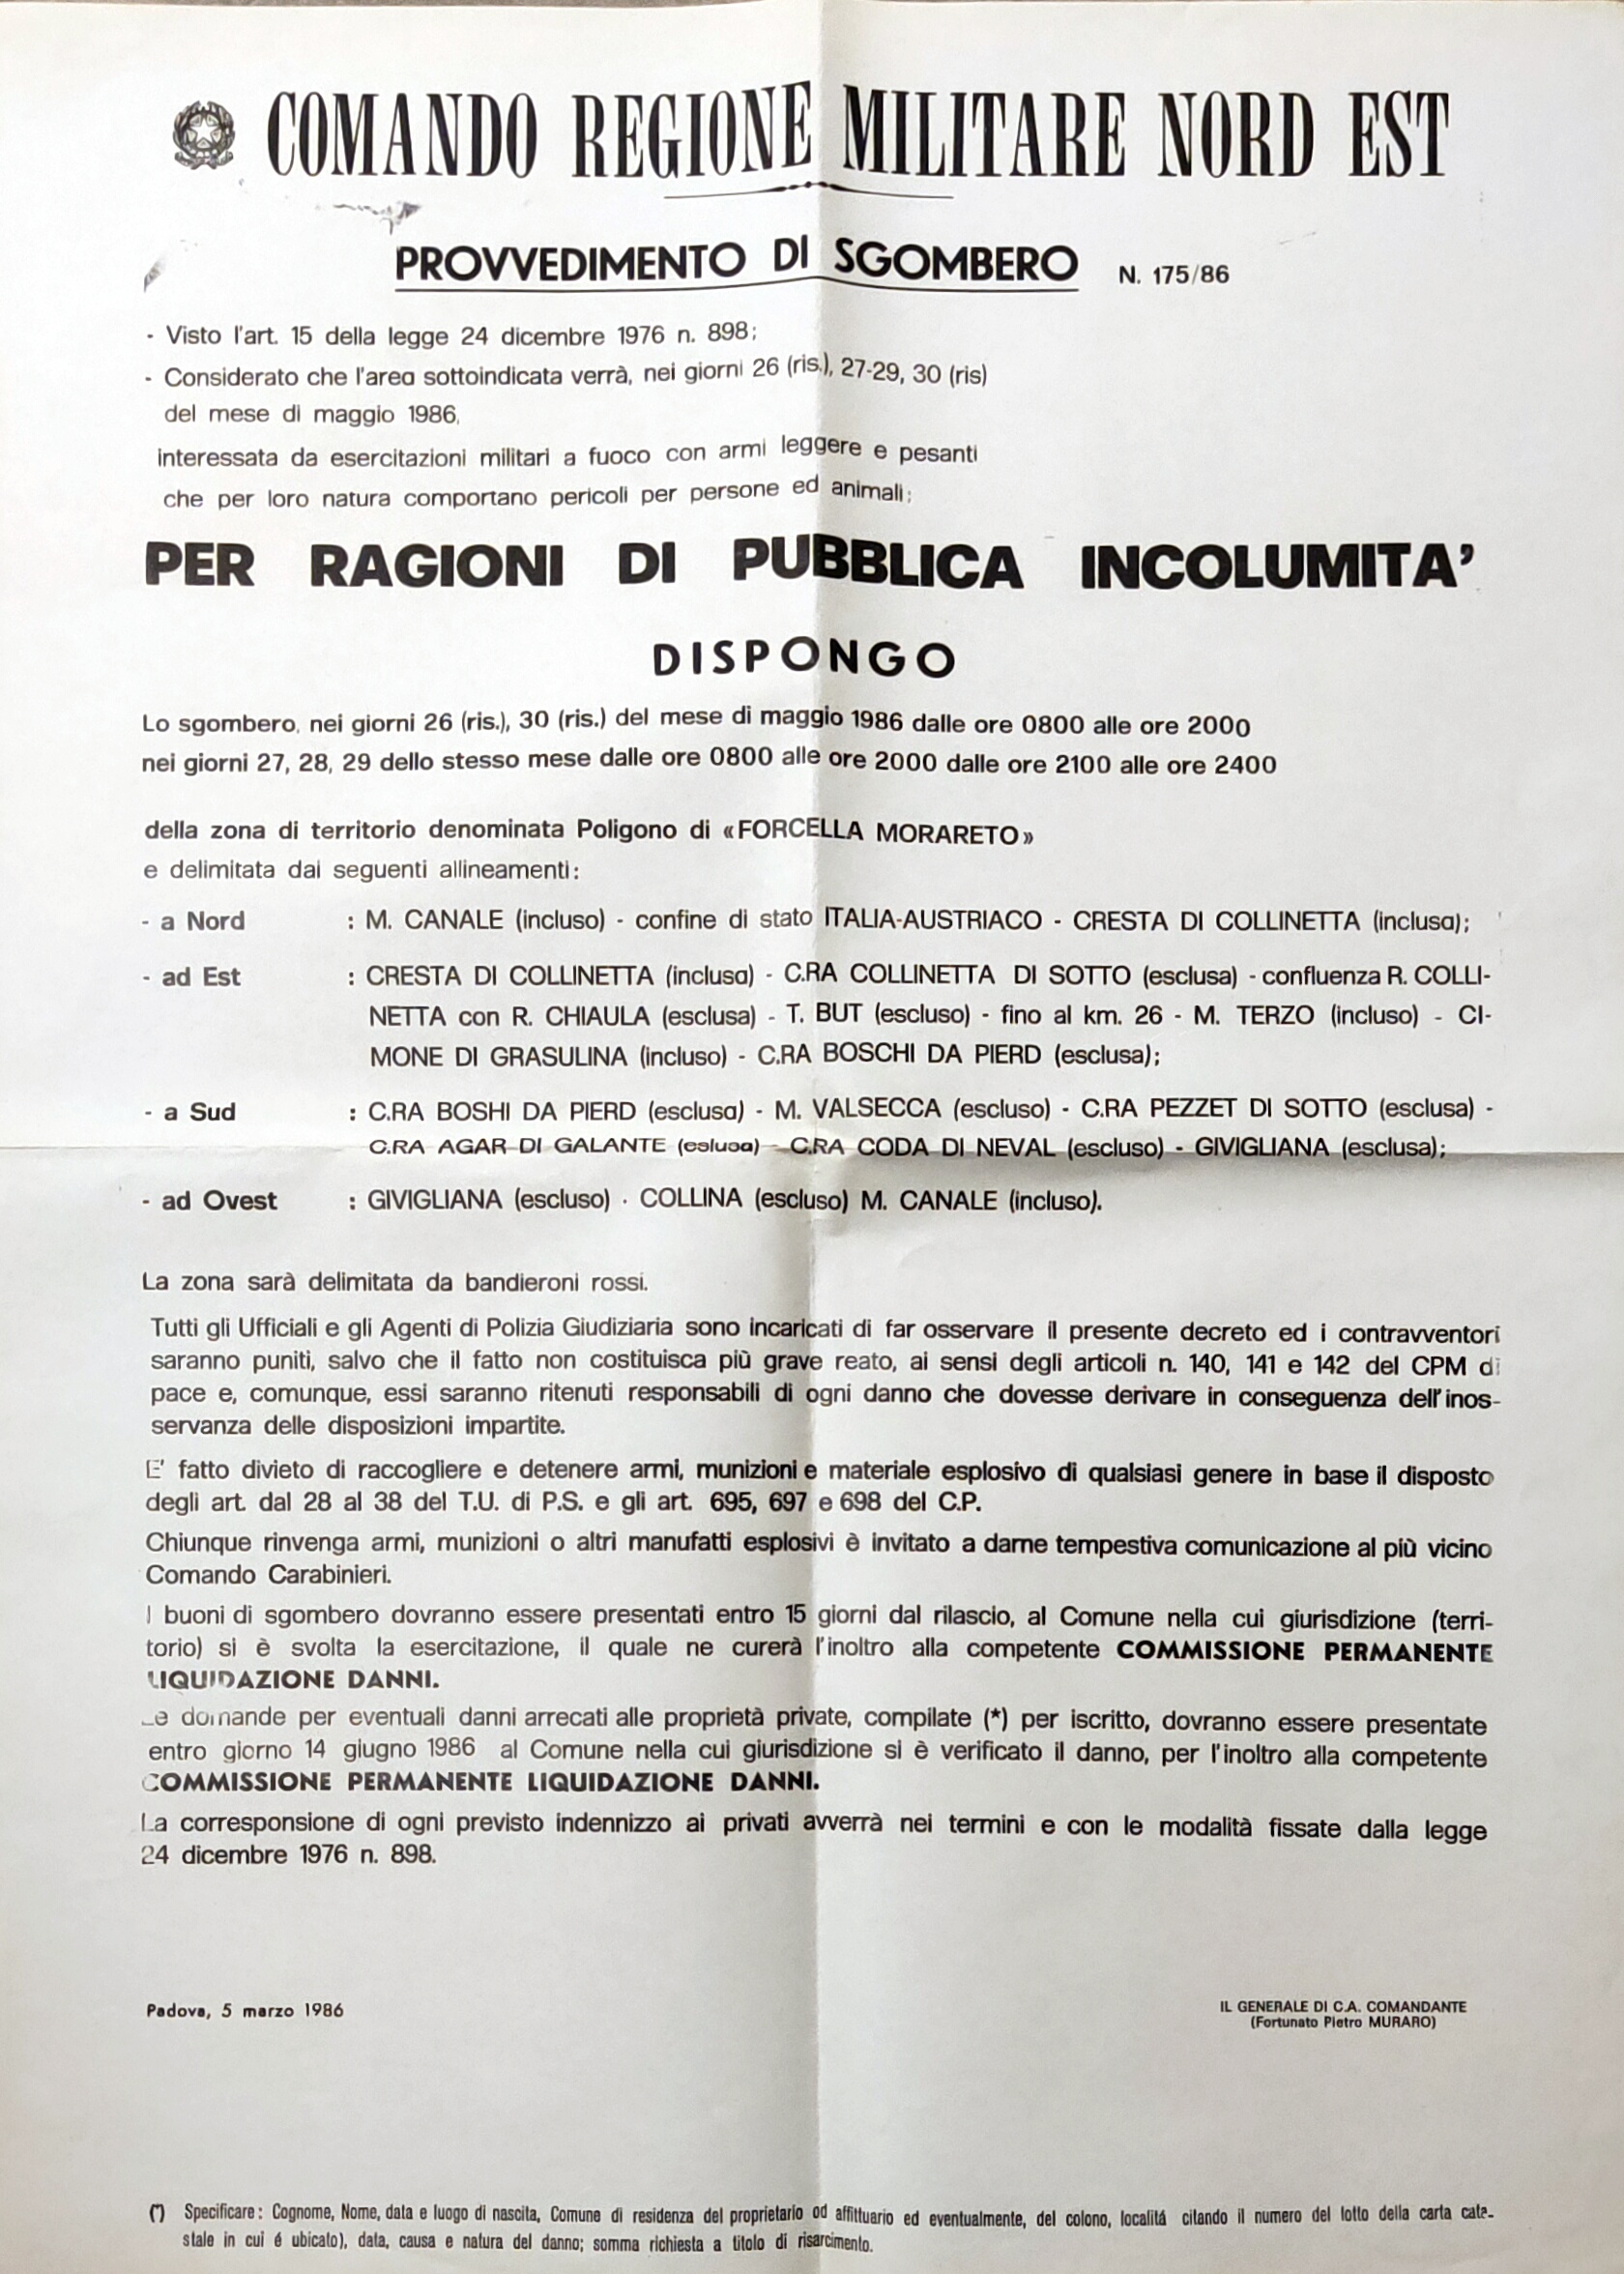 COMANDO REGIONE MILITARE NORD EST
PROVVEDIMENTO DI SGOMBERO N. 175/86
- Visto l'art. 15 della legge 24 dicembre 1976 n. 898;
- Considerato che l'area sottoindicata verrà, nei giorni 26 (ris.), 27-29, 30 (ris)
del mese di maggio 1986,
interessata da esercitazioni militari a fuoco con armi leggere e pesanti
che per loro natura comportano pericoli per persone ed animali;
PER RAGIONI DI PUBBLICA INCOLUMITA'
DISPONGO
Lo sgombero, nei giorni 26 (ris.), 30 (ris.) del mese di maggio 1986 dalle ore 0800 alle ore 2000
nei giorni 27, 28, 29 dello stesso mese dalle ore 0800 alle ore 2000 dalle ore 2100 alle ore 2400
della zona di territorio denominata Poligono di «FORCELLA MORARETO»
e delimitata dai seguenti allineamenti:
- a Nord : M. CANALE (incluso) - confine di stato ITALIA-AUSTRIACO - CRESTA DI COLLINETTA (inclusa);
- ad Est : CRESTA DI COLLINETTA (inclusa) - C.RA COLLINETTA DI SOTTO (esclusa) - confluenza R. COLLI-
NETTA con R. CHIAULA (esclusa) - T. BUT (escluso) - fino al km. 26 - M. TERZO (incluso) - CI-
MONE DI GRASULINA (incluso) - C.RA BOSCHI DA PIERD (esclusa);
- a Sud : C.RA BOSHI DA PIERD (esclusa) - M. VALSECCA (escluso) - C.RA PEZZET DI SOTTO (esclusa) -
C.RA AGAR DI GALANTE (eslusa) - C.RA CODA DI NEVAL (escluso) - GIVIGLIANA (esclusa);
- ad Ovest : GIVIGLIANA (escluso) - COLLINA (escluso) M. CANALE (incluso).
La zona sarà delimitata da bandieroni rossi.
Tutti gli Ufficiali e gli Agenti di Polizia Giudiziaria sono incaricati di far osservare il presente decreto ed i contravventori
saranno puniti, salvo che il fatto non costituisca più grave reato, ai sensi degli articoli n. 140, 141 e 142 del CPM di
pace e, comunque, essi saranno ritenuti responsabili di ogni danno che dovesse derivare in conseguenza dell'inos-
servanza delle disposizioni impartite.
E' fatto divieto di raccogliere e detenere armi, munizioni e materiale esplosivo di qualsiasi genere in base il disposto
degli art. dal 28 al 38 del T.U. di P.S. e gli art. 695, 697 e 698 del C.P.
Chiunque rinvenga armi, munizioni o altri manufatti esplosivi è invitato a darne tempestiva comunicazione al più vicino
Comando Carabinieri.
I buoni di sgombero dovranno essere presentati entro 15 giorni dal rilascio, al Comune nella cui giurisdizione (terri-
torio) si è svolta la esercitazione, il quale ne curerà l'inoltro alla competente COMMISSIONE PERMANENTE
LIQUIDAZIONE DANNI.
Le domande per eventuali danni arrecati alle proprietà private, compilate (*) per iscritto, dovranno essere presentate
entro giorno 14 giugno 1986 al Comune nella cui giurisdizione si è verificato il danno, per l'inoltro alla competente
COMMISSIONE PERMANENTE LIQUIDAZIONE DANNI.
La corresponsione di ogni previsto indennizzo ai privati avverrà nei termini e con le modalità fissate dalla legge
24 dicembre 1976 n. 898.
Padova, 5 marzo 1986
IL GENERALE DI C.A. COMANDANTE
(Fortunato Pietro MURARO)
(*) Specificare: Cognome, Nome, data e luogo di nascita, Comune di residenza del proprietario od affittuario ed eventualmente, del colono, localitá citando il numero del lotto della carta cata-
stale in cui é ubicato), data, causa e natura del danno; somma richiesta a titolo di risarcimento.